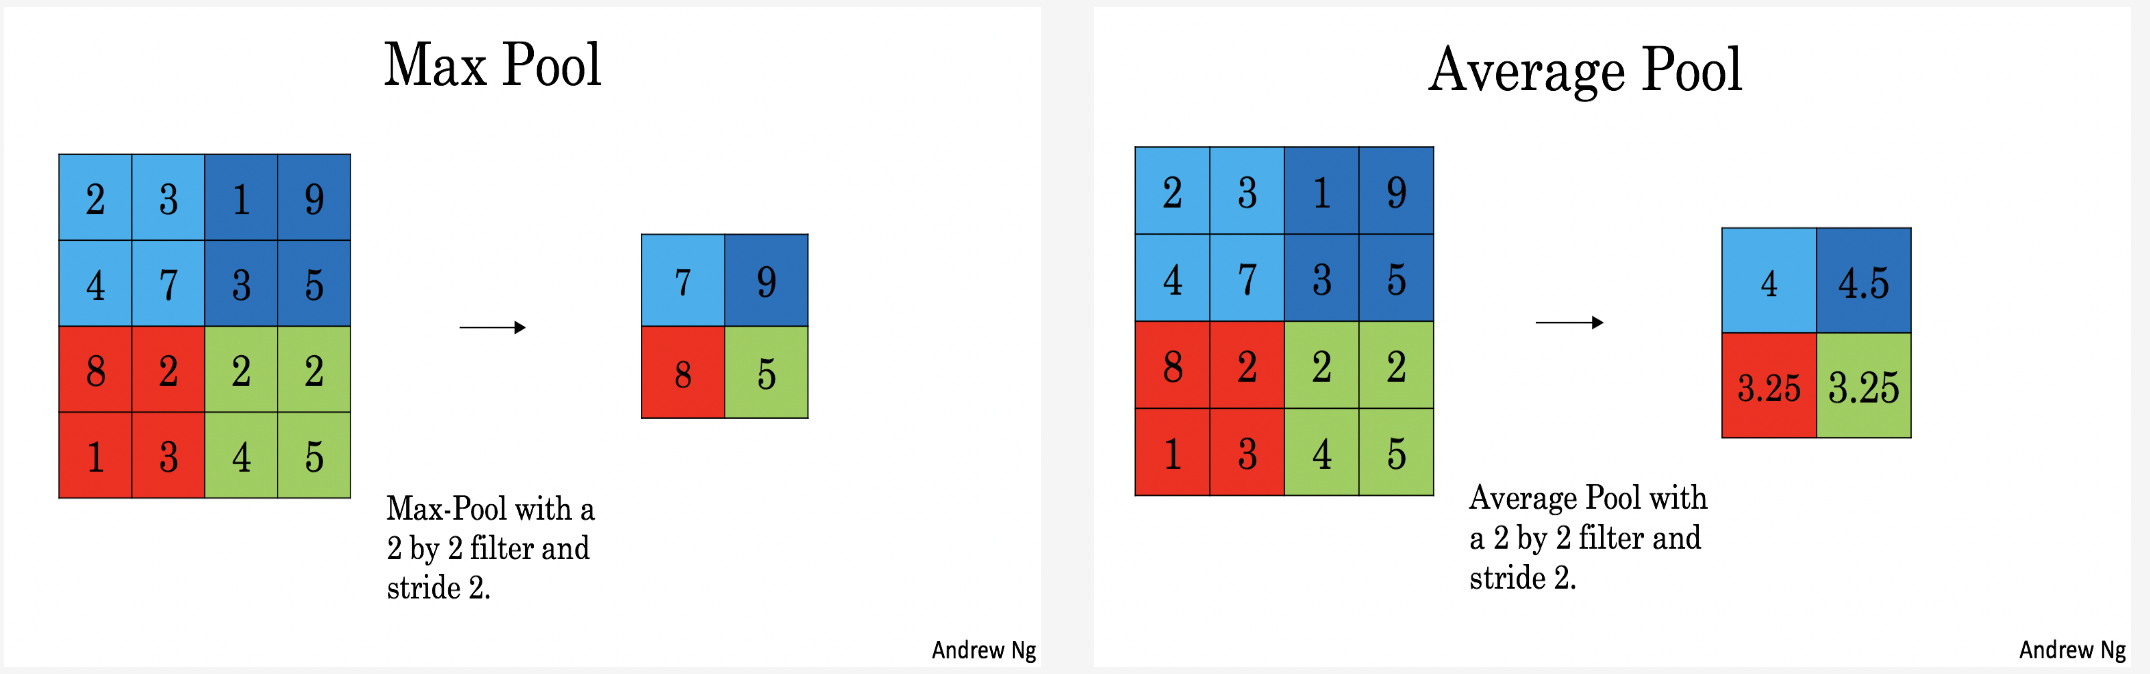 Max Pool
2 3 1 9
4 7 3 5
8 2 2 2
1 3 4 5
7 9
8 5
Max-Pool with a
2 by 2 filter and
stride 2.
Andrew Ng
Average Pool
2 3 1 9
4 7 3 5
8 2 2 2
1 3 4 5
4 4.5
3.25 3.25
Average Pool with
a 2 by 2 filter and
stride 2.
Andrew Ng